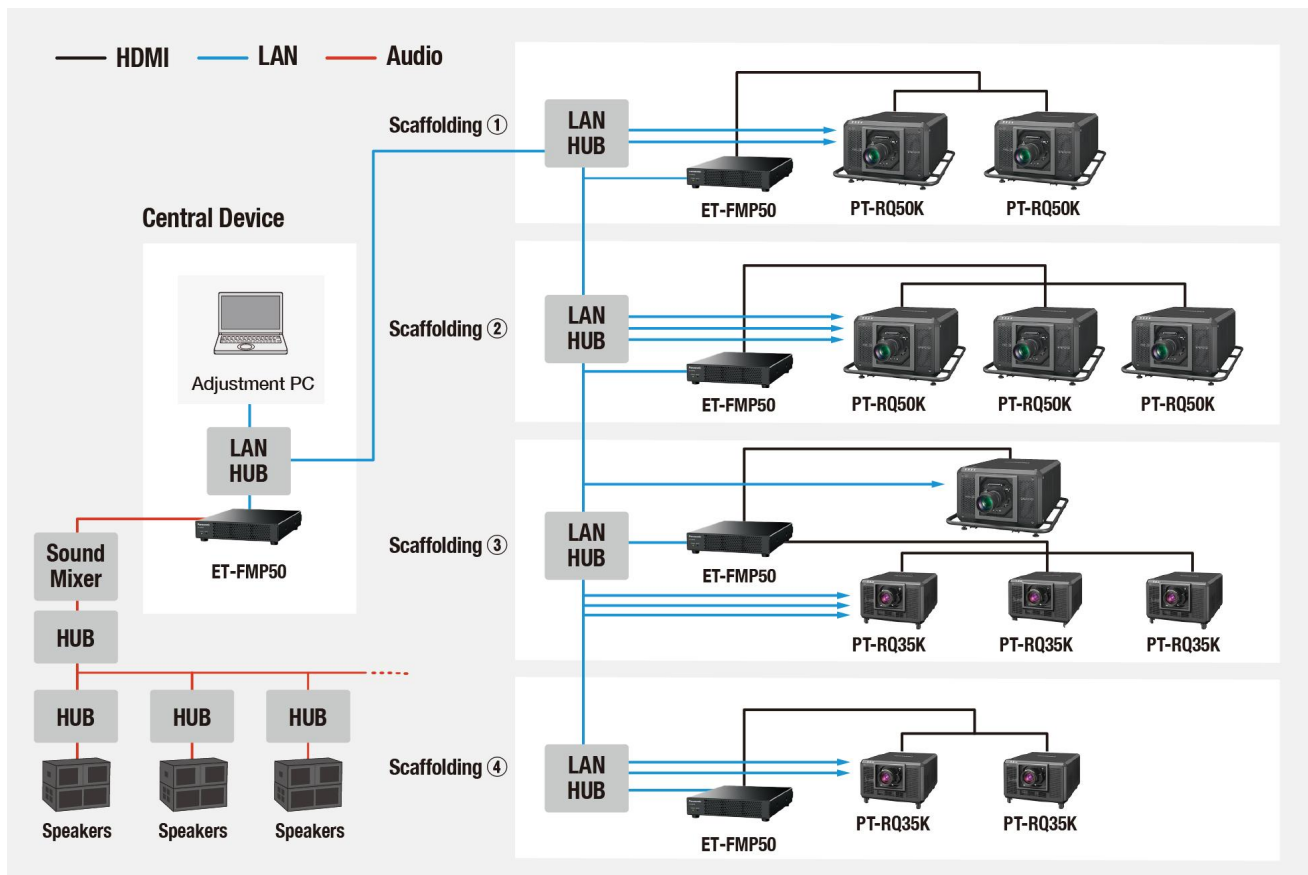 HDMI
LAN
Audio
Scaffolding ①
LAN
HUB
ET-FMP50
PT-RQ50K
PT-RQ50K
Central Device
Adjustment PC
LAN
HUB
ET-FMP50
Sound
Mixer
HUB
HUB
HUB
HUB
Speakers
Speakers
Speakers
Scaffolding ②
LAN
HUB
ET-FMP50
PT-RQ50K
PT-RQ50K
PT-RQ50K
Scaffolding ③
LAN
HUB
ET-FMP50
PT-RQ35K
PT-RQ35K
PT-RQ35K
Scaffolding ④
LAN
HUB
ET-FMP50
PT-RQ35K
PT-RQ35K